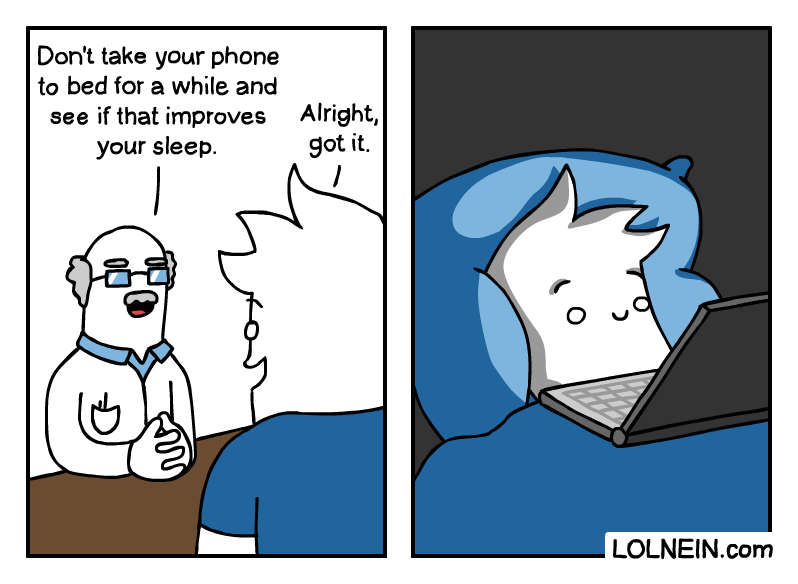 Don't take your phone
to bed for a while and
see if that improves
your sleep.
Alright,
got it.
LOLNEIN.com